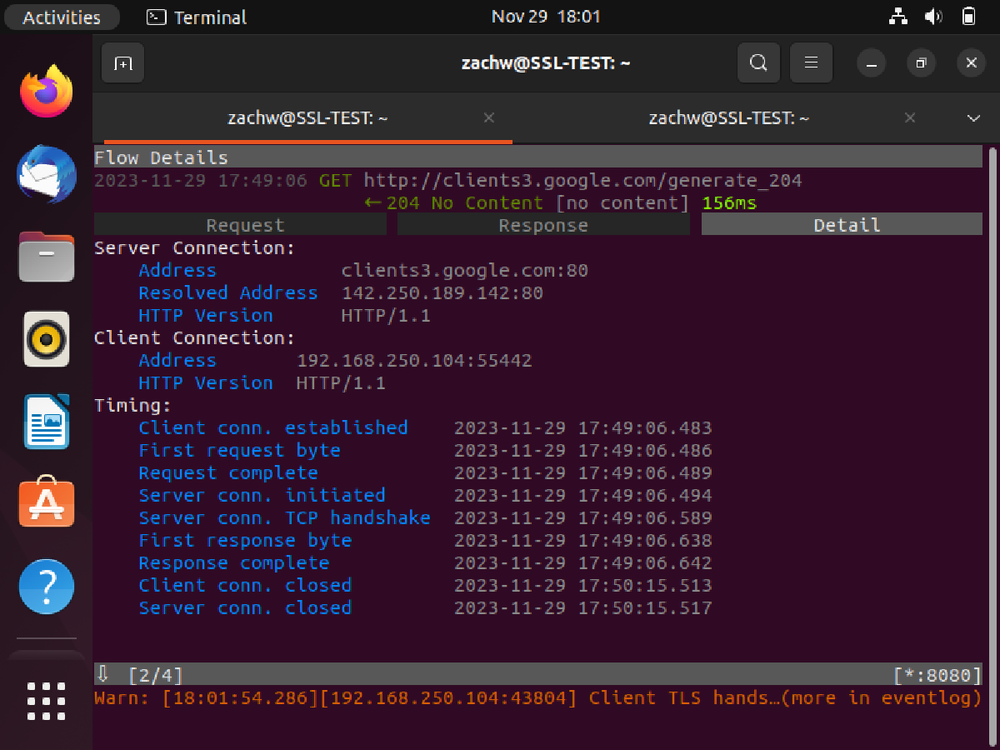 Activities Terminal Nov 29 18:01
zachw@SSL-TEST: ~
zachw@SSL-TEST: ~ zachw@SSL-TEST: ~
Flow Details
2023-11-29 17:49:06 GET http://clients3.google.com/generate_204
← 204 No Content [no content] 156ms
Request Response Detail
Server Connection:
Address clients3.google.com:80
Resolved Address 142.250.189.142:80
HTTP Version HTTP/1.1
Client Connection:
Address 192.168.250.104:55442
HTTP Version HTTP/1.1
Timing:
Client conn. established 2023-11-29 17:49:06.483
First request byte 2023-11-29 17:49:06.486
Request complete 2023-11-29 17:49:06.489
Server conn. initiated 2023-11-29 17:49:06.494
Server conn. TCP handshake 2023-11-29 17:49:06.589
First response byte 2023-11-29 17:49:06.638
Response complete 2023-11-29 17:49:06.642
Client conn. closed 2023-11-29 17:50:15.513
Server conn. closed 2023-11-29 17:50:15.517
⇩ [2/4] [*:8080]
Warn: [18:01:54.286][192.168.250.104:43804] Client TLS hands…(more in eventlog)